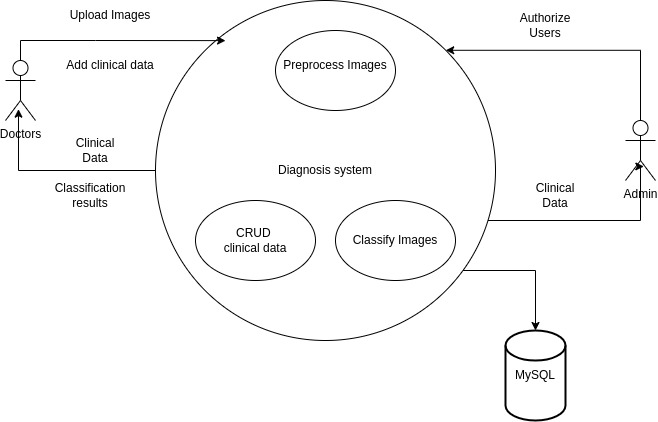 Upload Images
Add clinical data
Doctors
Clinical
Data
Classification
results
Preprocess Images
Diagnosis system
CRUD
clinical data
Classify Images
Authorize
Users
Admin
Clinical
Data
MySQL